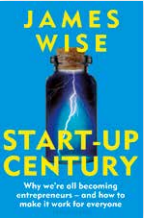 JAMES
WISE
START-UP
CENTURY
Why we're all becoming
entrepreneurs – and how to
make it work for everyone